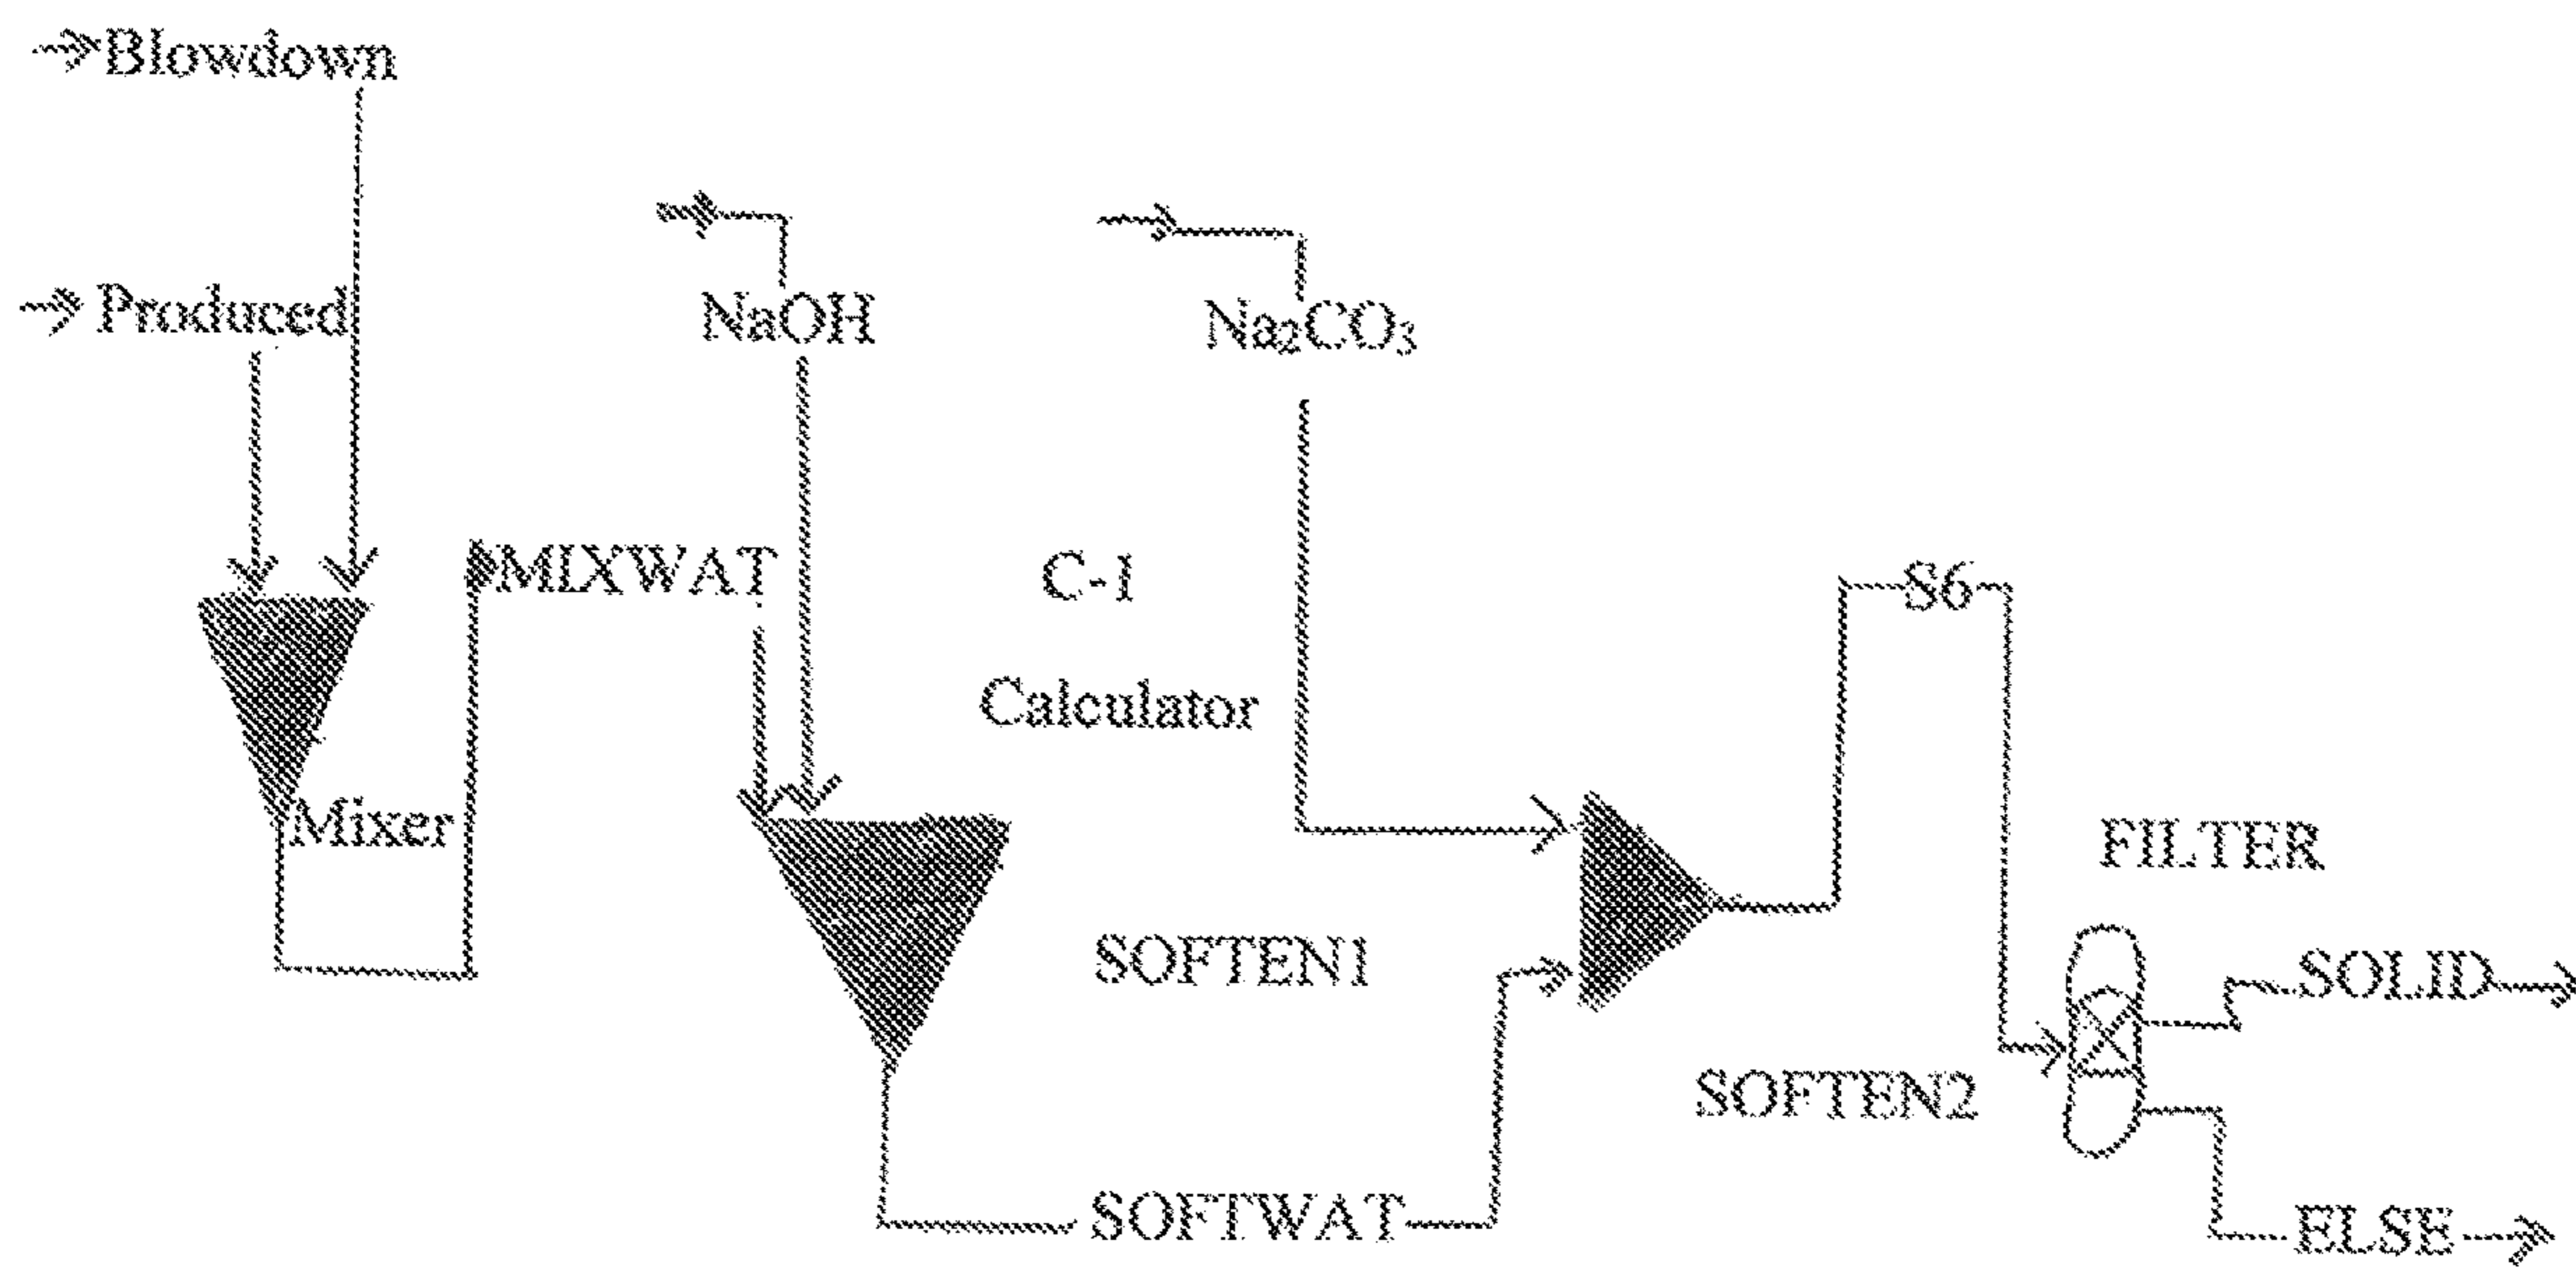 Blowdown
Produced
NaOH
Na₂CO₃
MIXWAT
C-1
Calculator
S6
Mixer
FILTER
SOFTEN1
SOLID
SOFTEN2
SOFTWAT
ELSE